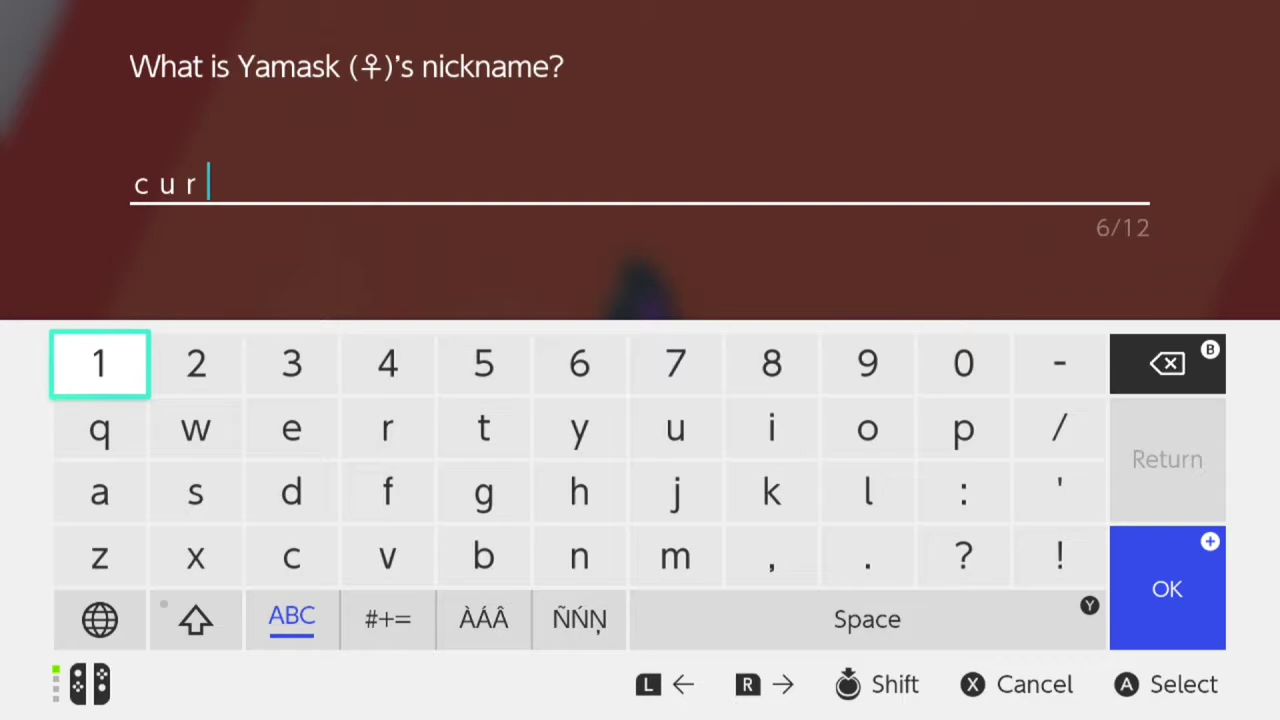 What is Yamask (♀)'s nickname?
c u r
6/12
1 2 3 4 5 6 7 8 9 0 - B
q w e r t y u i o p /
Return
a s d f g h j k l : '
z x c v b n m , . ? ! +
OK
ABC #+= ÀÁÂ ÑŃŅ Space Y
L ← R → Shift X Cancel A Select